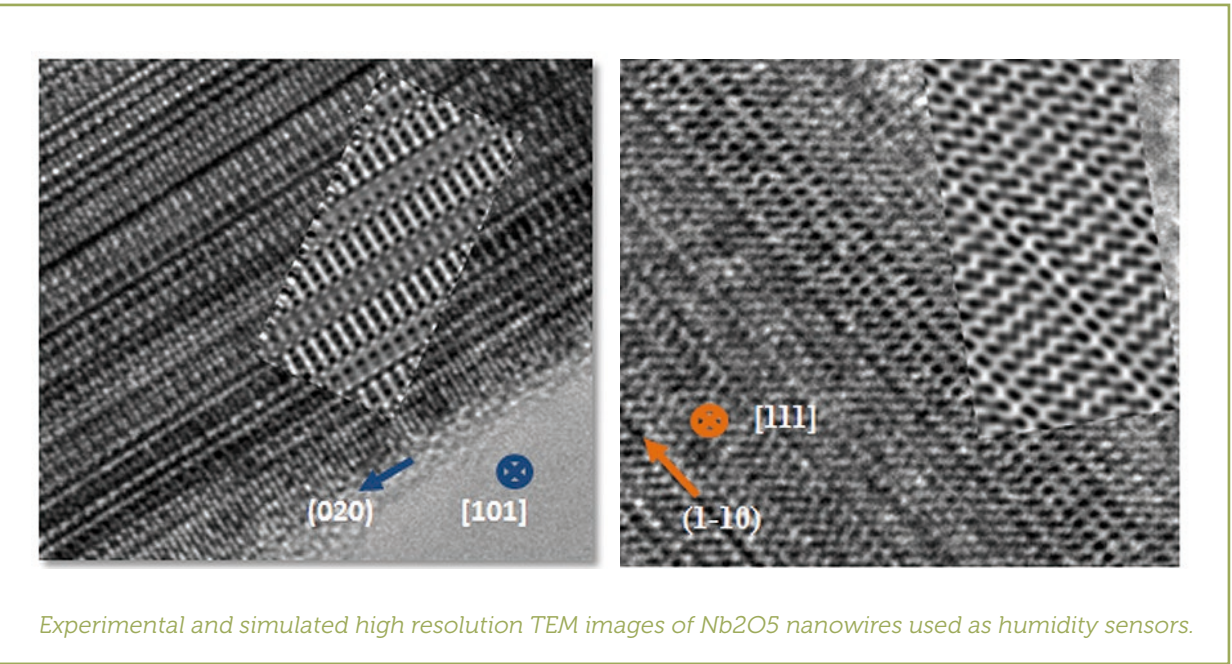 [111]
(020)
[101]
(1-10)
Experimental and simulated high resolution TEM images of Nb2O5 nanowires used as humidity sensors.